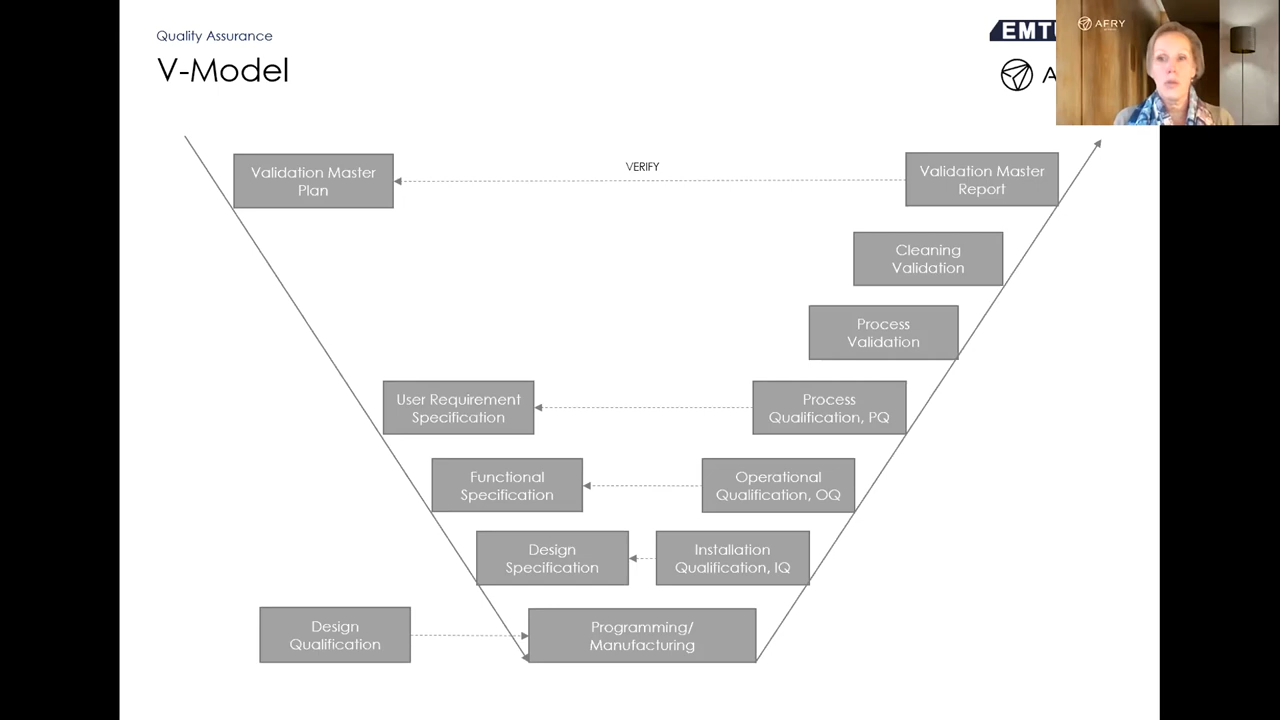 Quality Assurance
V-Model
AFRY
VERIFY
Validation Master
Plan
Validation Master
Report
Cleaning
Validation
Process
Validation
User Requirement
Specification
Process
Qualification, PQ
Functional
Specification
Operational
Qualification, OQ
Design
Specification
Installation
Qualification, IQ
Design
Qualification
Programming/
Manufacturing